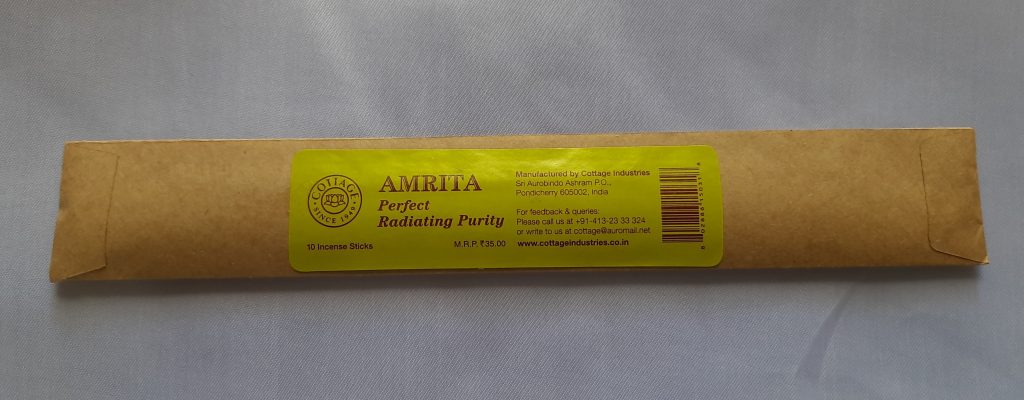 COTTAGE
SINCE 1949
AMRITA
Perfect
Radiating Purity
10 Incense Sticks
M.R.P. ₹35.00
Manufactured by Cottage Industries
Sri Aurobindo Ashram P.O.,
Pondicherry 605002, India
For feedback & queries:
Please call us at +91-413-23 33 324
or write to us at cottage@auromail.net
www.cottageindustries.co.in